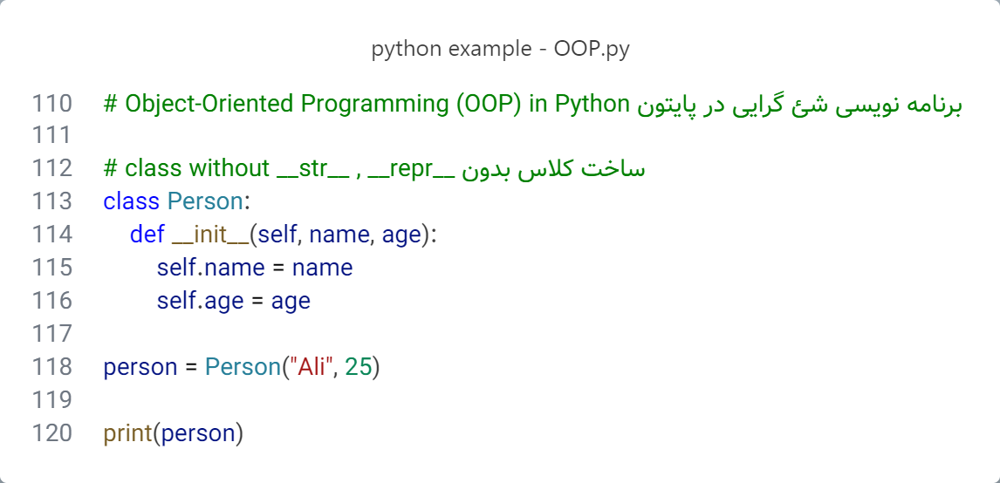 python example - OOP.py
110 # Object-Oriented Programming (OOP) in Python برنامه نویسی شئ گرایی در پایتون
111
112 # class without __str__ , __repr__ ساخت کلاس بدون
113 class Person:
114     def __init__(self, name, age):
115         self.name = name
116         self.age = age
117
118 person = Person("Ali", 25)
119
120 print(person)